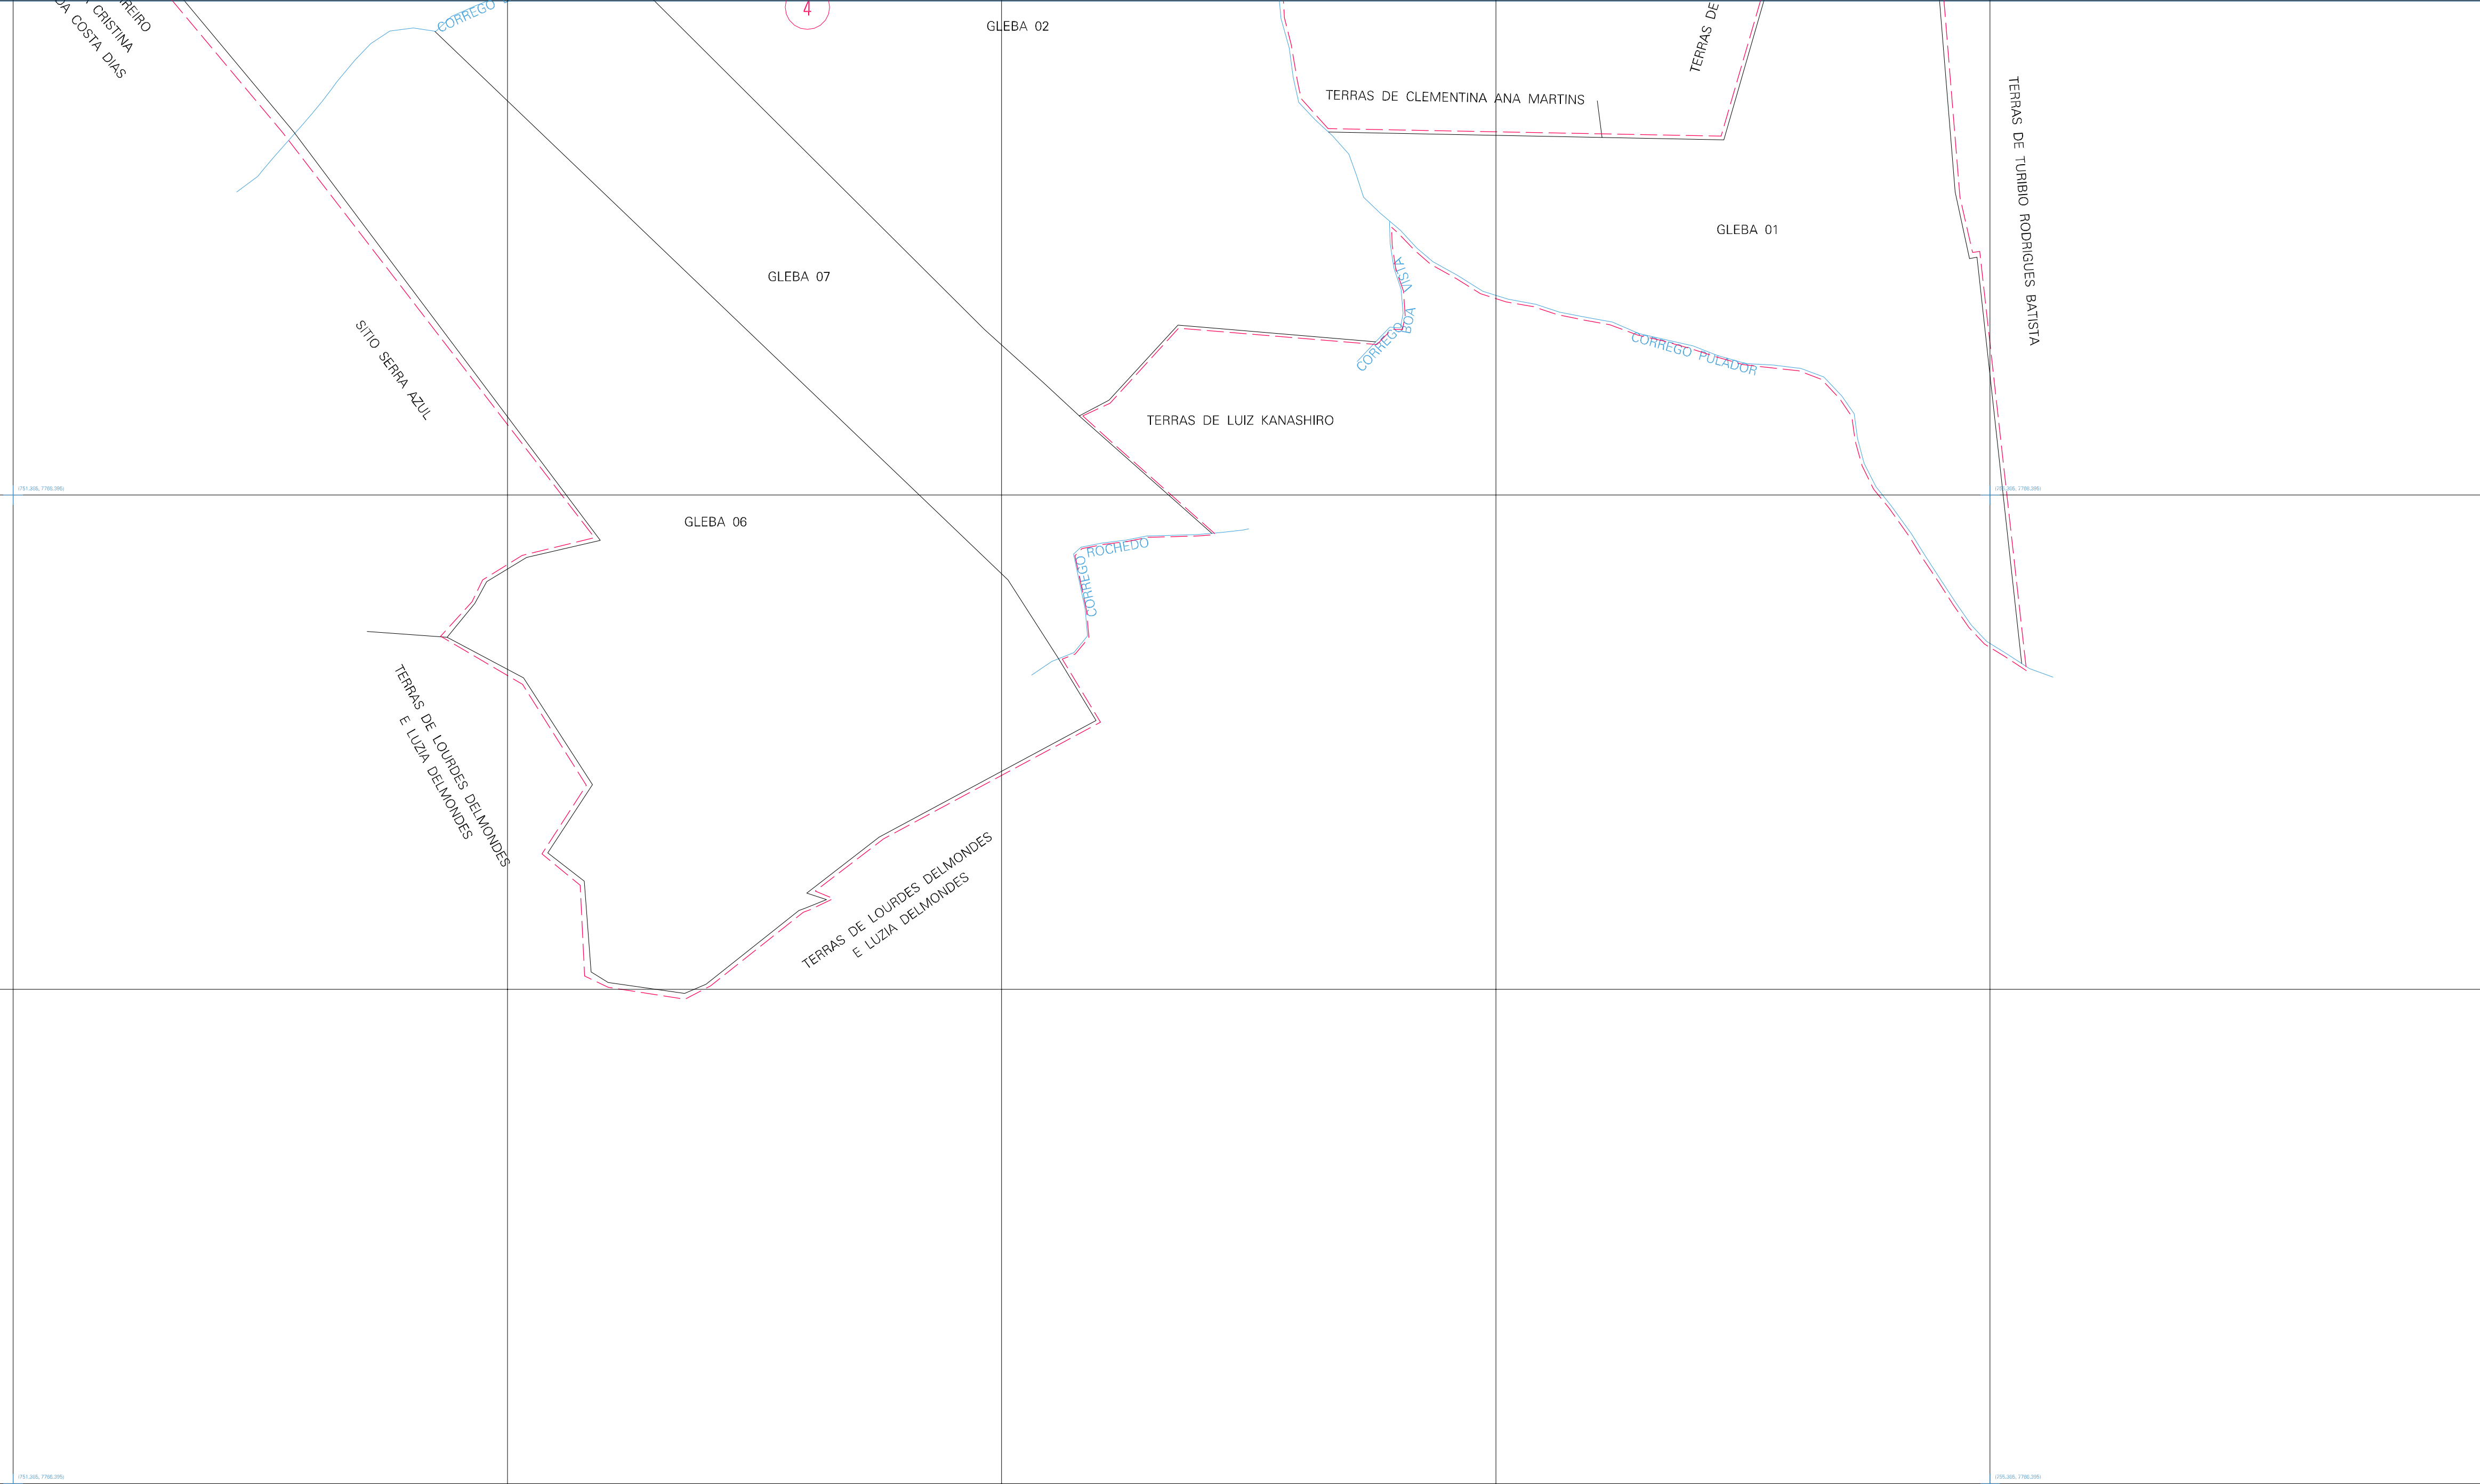 CRISTINA
DA COSTA DIAS
CORREGO
4
GLEBA 02
TERRAS DE
TERRAS DE CLEMENTINA ANA MARTINS
TERRAS DE TURIBIO RODRIGUES BATISTA
GLEBA 01
GLEBA 07
CORREGO BOA VISTA
SITIO SERRA AZUL
CORREGO PULADOR
TERRAS DE LUIZ KANASHIRO
GLEBA 06
CORREGO ROCHEDO
TERRAS DE LOURDES DELMONDES
E LUZIA DELMONDES
TERRAS DE LOURDES DELMONDES
E LUZIA DELMONDES